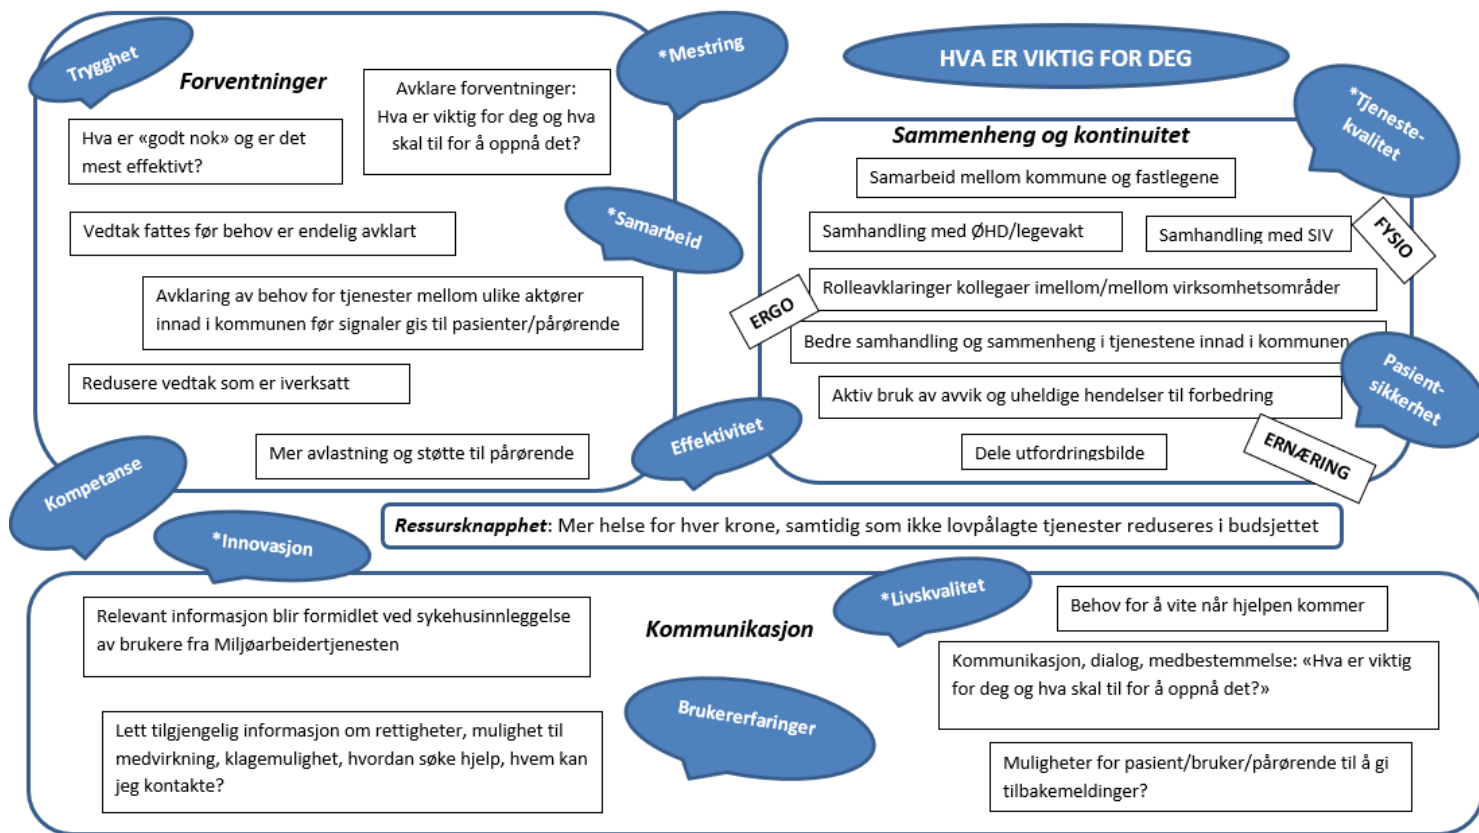 Trygghet
Forventninger
Avklare forventninger:
Hva er viktig for deg og hva
skal til for å oppnå det?
*Mestring
Hva er «godt nok» og er det
mest effektivt?
Vedtak fattes før behov er endelig avklart
*Samarbeid
Avklaring av behov for tjenester mellom ulike aktører
innad i kommunen før signaler gis til pasienter/pårørende
Redusere vedtak som er iverksatt
Mer avlastning og støtte til pårørende
Effektivitet
Kompetanse
HVA ER VIKTIG FOR DEG
*Tjeneste-
kvalitet
Sammenheng og kontinuitet
Samarbeid mellom kommune og fastlegene
Samhandling med ØHD/legevakt
Samhandling med SIV
FYSIO
ERGO
Rolleavklaringer kollegaer imellom/mellom virksomhetsområder
Bedre samhandling og sammenheng i tjenestene innad i kommunen
Pasient-
sikkerhet
Aktiv bruk av avvik og uheldige hendelser til forbedring
Dele utfordringsbilde
ERNÆRING
Ressursknapphet: Mer helse for hver krone, samtidig som ikke lovpålagte tjenester reduseres i budsjettet
*Innovasjon
*Livskvalitet
Relevant informasjon blir formidlet ved sykehusinnleggelse
av brukere fra Miljøarbeidertjenesten
Kommunikasjon
Behov for å vite når hjelpen kommer
Kommunikasjon, dialog, medbestemmelse: «Hva er viktig
for deg og hva skal til for å oppnå det?»
Brukererfaringer
Lett tilgjengelig informasjon om rettigheter, mulighet til
medvirkning, klagemulighet, hvordan søke hjelp, hvem kan
jeg kontakte?
Muligheter for pasient/bruker/pårørende til å gi
tilbakemeldinger?